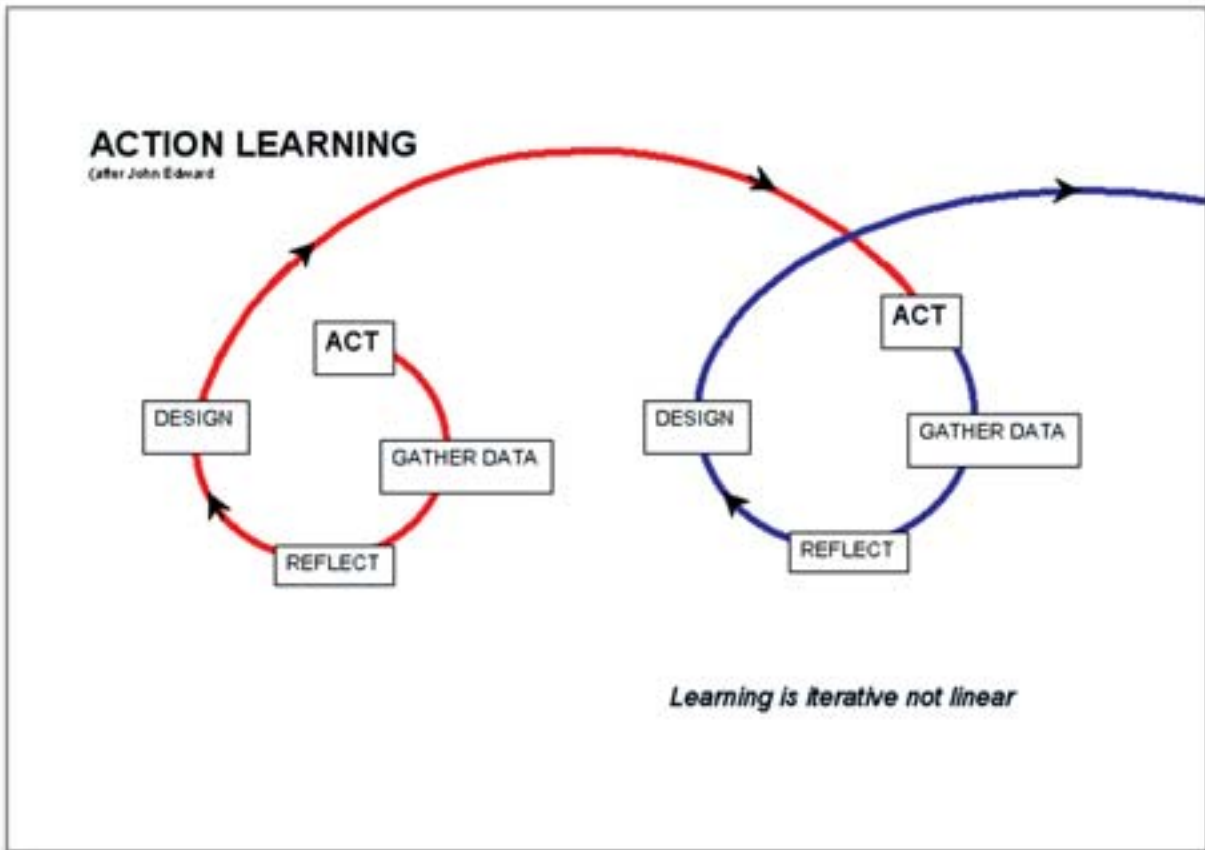 ACTION LEARNING
(after John Edward
ACT
GATHER DATA
REFLECT
DESIGN
ACT
GATHER DATA
REFLECT
DESIGN
Learning is iterative not linear